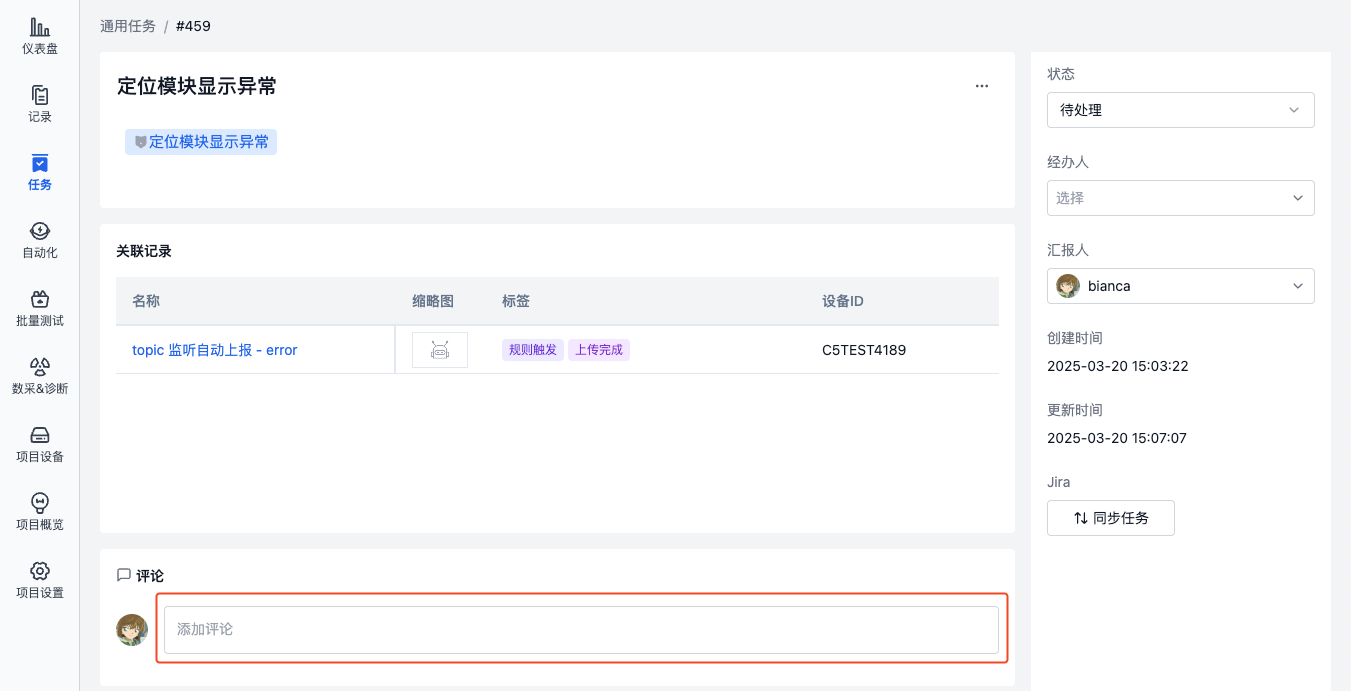 仪表盘
记录
任务
自动化
批量测试
数采&诊断
项目设备
项目概览
项目设置
通用任务 / #459
定位模块显示异常
定位模块显示异常
关联记录
名称 缩略图 标签 设备ID
topic 监听自动上报 - error 规则触发 上传完成 C5TEST4189
评论
添加评论
状态
待处理
经办人
选择
汇报人
bianca
创建时间
2025-03-20 15:03:22
更新时间
2025-03-20 15:07:07
Jira
同步任务